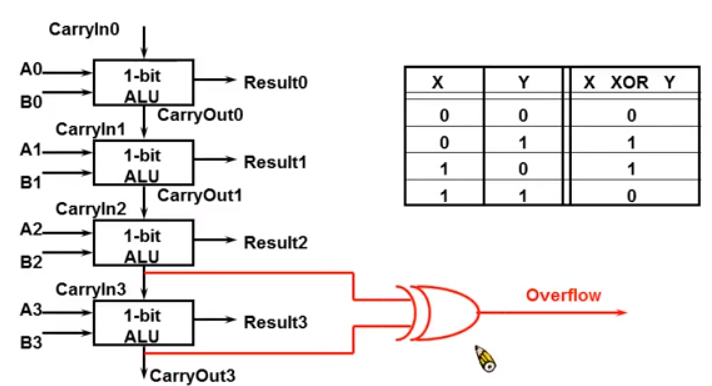 CarryIn0
A0
B0
1-bit
ALU
Result0
CarryOut0
CarryIn1
A1
B1
1-bit
ALU
Result1
CarryOut1
CarryIn2
A2
B2
1-bit
ALU
Result2
CarryIn3
A3
B3
1-bit
ALU
Result3
CarryOut3
Overflow
X Y X XOR Y
0 0 0
0 1 1
1 0 1
1 1 0